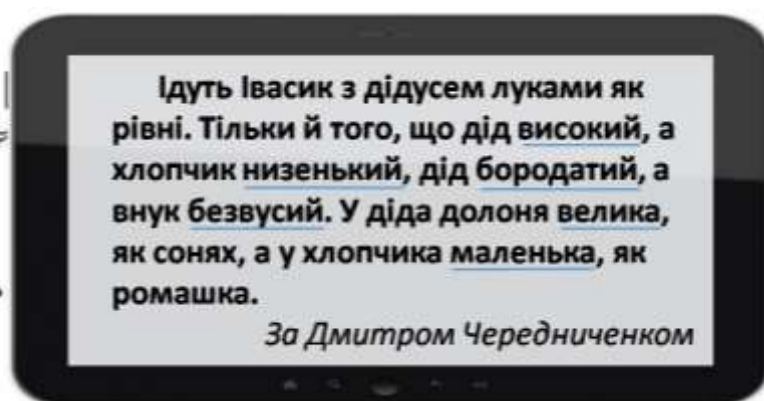 Ідуть Івасик з дідусем луками як
рівні. Тільки й того, що дід високий, а
хлопчик низенький, дід бородатий, а
внук безвусий. У діда долоня велика,
як сонях, а у хлопчика маленька, як
ромашка.
За Дмитром Чередниченком